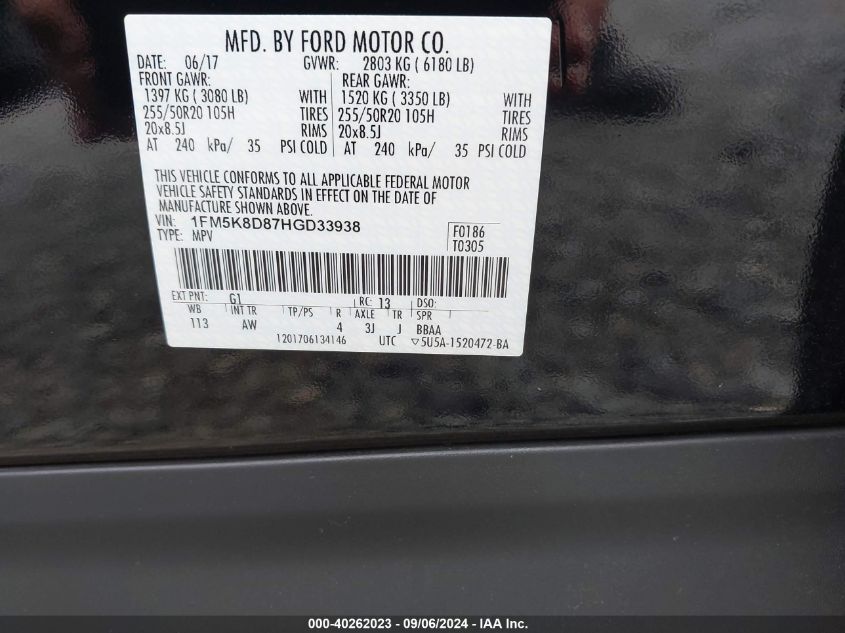 MFD. BY FORD MOTOR CO.
DATE: 06/17 GVWR: 2803 KG ( 6180 LB)
FRONT GAWR: REAR GAWR:
1397 KG ( 3080 LB) WITH 1520 KG ( 3350 LB) WITH
255/50R20 105H TIRES 255/50R20 105H TIRES
20x8.5J RIMS 20x8.5J RIMS
AT 240 kPa/ 35 PSI COLD AT 240 kPa/ 35 PSI COLD
THIS VEHICLE CONFORMS TO ALL APPLICABLE FEDERAL MOTOR
VEHICLE SAFETY STANDARDS IN EFFECT ON THE DATE OF
MANUFACTURE SHOWN ABOVE.
VIN: 1FM5K8D87HGD33938 F0186
TYPE: MPV T0305
EXT PNT: G1 RC: 13 DSO:
WB INT TR TP/PS R AXLE TR SPR
113 AW 4 3J J BBAA
1201706134146 UTC ▽5U5A-1520472-BA
000-40262023 - 09/06/2024 - IAA Inc.